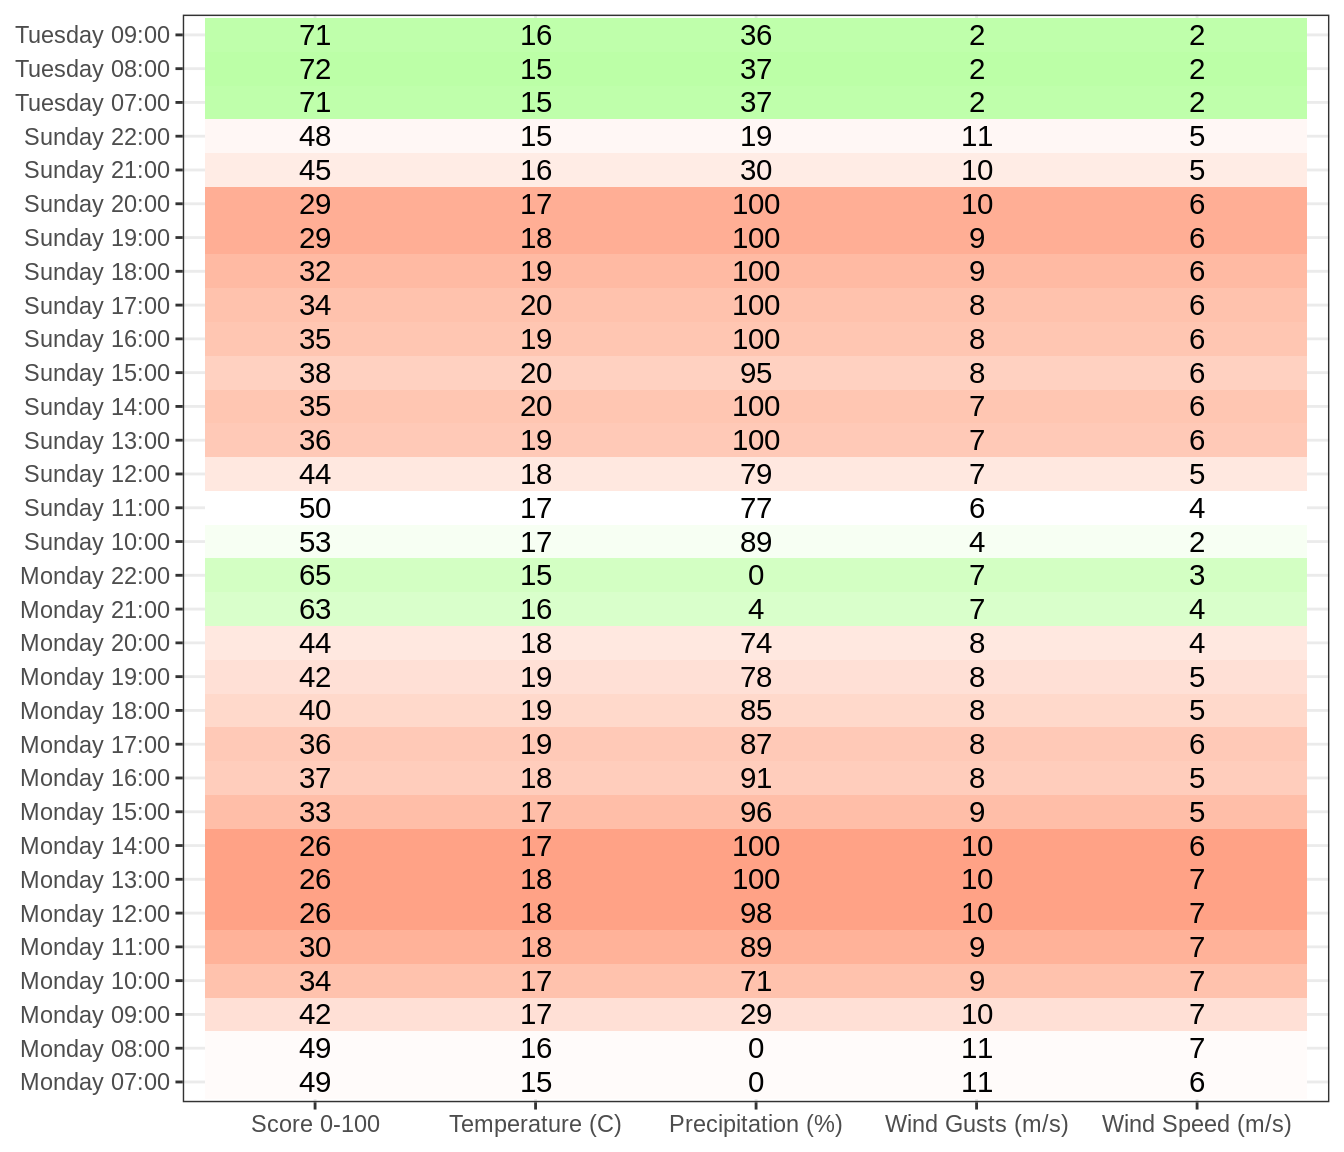 Tuesday 09:00 71 16 36 2 2
Tuesday 08:00 72 15 37 2 2
Tuesday 07:00 71 15 37 2 2
Sunday 22:00 48 15 19 11 5
Sunday 21:00 45 16 30 10 5
Sunday 20:00 29 17 100 10 6
Sunday 19:00 29 18 100 9 6
Sunday 18:00 32 19 100 9 6
Sunday 17:00 34 20 100 8 6
Sunday 16:00 35 19 100 8 6
Sunday 15:00 38 20 95 8 6
Sunday 14:00 35 20 100 7 6
Sunday 13:00 36 19 100 7 6
Sunday 12:00 44 18 79 7 5
Sunday 11:00 50 17 77 6 4
Sunday 10:00 53 17 89 4 2
Monday 22:00 65 15 0 7 3
Monday 21:00 63 16 4 7 4
Monday 20:00 44 18 74 8 4
Monday 19:00 42 19 78 8 5
Monday 18:00 40 19 85 8 5
Monday 17:00 36 19 87 8 6
Monday 16:00 37 18 91 8 5
Monday 15:00 33 17 96 9 5
Monday 14:00 26 17 100 10 6
Monday 13:00 26 18 100 10 7
Monday 12:00 26 18 98 10 7
Monday 11:00 30 18 89 9 7
Monday 10:00 34 17 71 9 7
Monday 09:00 42 17 29 10 7
Monday 08:00 49 16 0 11 7
Monday 07:00 49 15 0 11 6
Score 0-100 Temperature (C) Precipitation (%) Wind Gusts (m/s) Wind Speed (m/s)